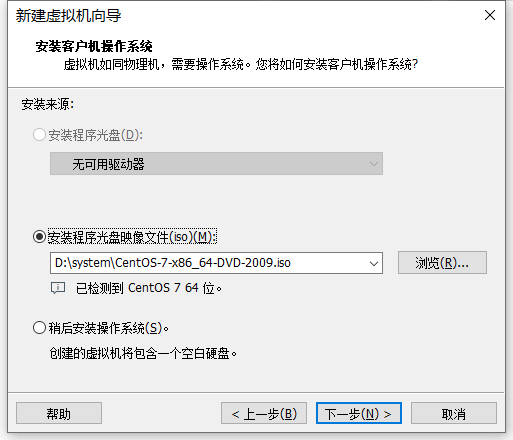 新建虚拟机向导
安装客户机操作系统
虚拟机如同物理机，需要操作系统。您将如何安装客户机操作系统?
安装来源:
安装程序光盘(D):
无可用驱动器
安装程序光盘映像文件(iso)(M):
D:\system\CentOS-7-x86_64-DVD-2009.iso
浏览(R)...
已检测到 CentOS 7 64 位。
稍后安装操作系统(S)。
创建的虚拟机将包含一个空白硬盘。
帮助
< 上一步(B)
下一步(N) >
取消